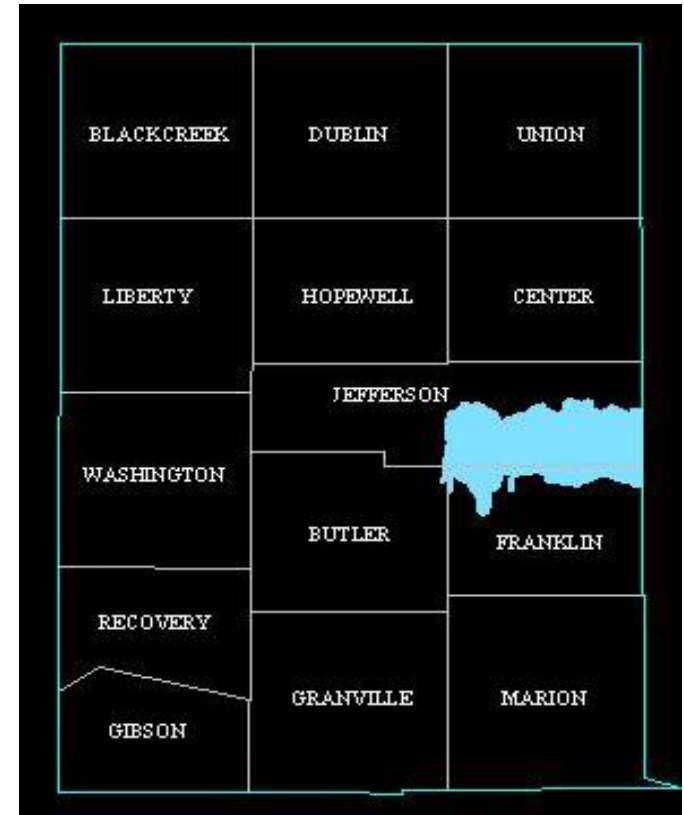 BLACKCREEK DUBLIN UNION
LIBERTY HOPEWELL CENTER
JEFFERSON
WASHINGTON
BUTLER
FRANKLIN
RECOVERY
GRANVILLE MARION
GIBSON